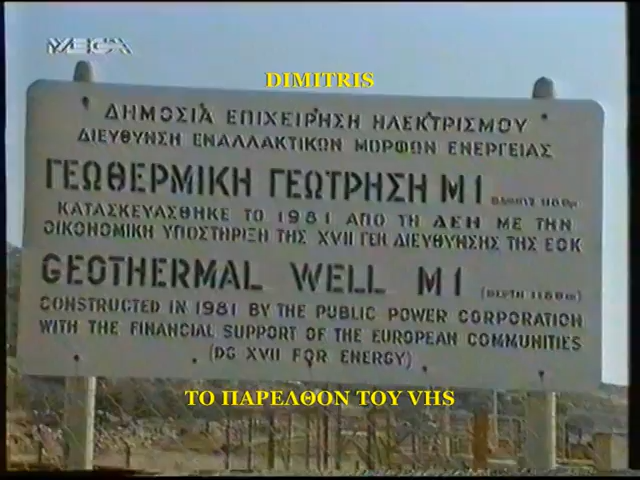 MEGA
DIMITRIS
ΔΗΜΟΣΙΑ ΕΠΙΧΕΙΡΗΣΗ ΗΛΕΚΤΡΙΣΜΟΥ
ΔΙΕΥΘΥΝΣΗ ΕΝΑΛΛΑΚΤΙΚΩΝ ΜΟΡΦΩΝ ΕΝΕΡΓΕΙΑΣ
ΓΕΩΘΕΡΜΙΚΗ ΓΕΩΤΡΗΣΗ Μ1
ΚΑΤΑΣΚΕΥΑΣΘΗΚΕ ΤΟ 1981 ΑΠΟ ΤΗ ΔΕΗ ΜΕ ΤΗΝ
ΟΙΚΟΝΟΜΙΚΗ ΥΠΟΣΤΗΡΙΞΗ ΤΗΣ XVII ΓΕΝ ΔΙΕΥΘΥΝΣΗΣ ΤΗΣ ΕΟΚ
GEOTHERMAL WELL M1 (DEPTH
CONSTRUCTED IN 1981 BY THE PUBLIC POWER CORPORATION
WITH THE FINANCIAL SUPPORT OF THE EUROPEAN COMMUNITIES
(DG XVII FOR ENERGY)
ΤΟ ΠΑΡΕΛΘΟΝ ΤΟΥ VHS